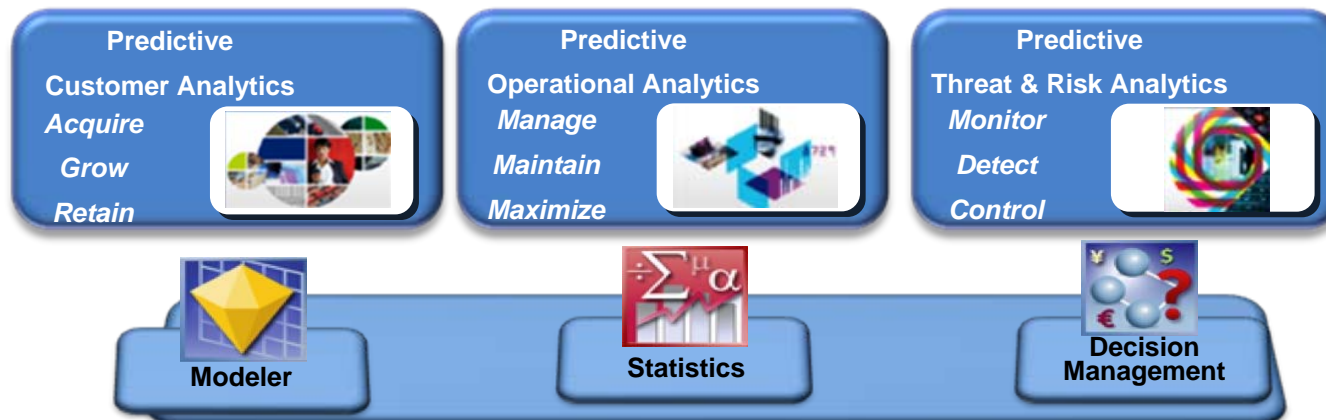 Predictive
Customer Analytics
Acquire
Grow
Retain
Predictive
Operational Analytics
Manage
Maintain
Maximize
Predictive
Threat & Risk Analytics
Monitor
Detect
Control
÷Σμα
¥ $
€ ?
Modeler
Statistics
Decision
Management